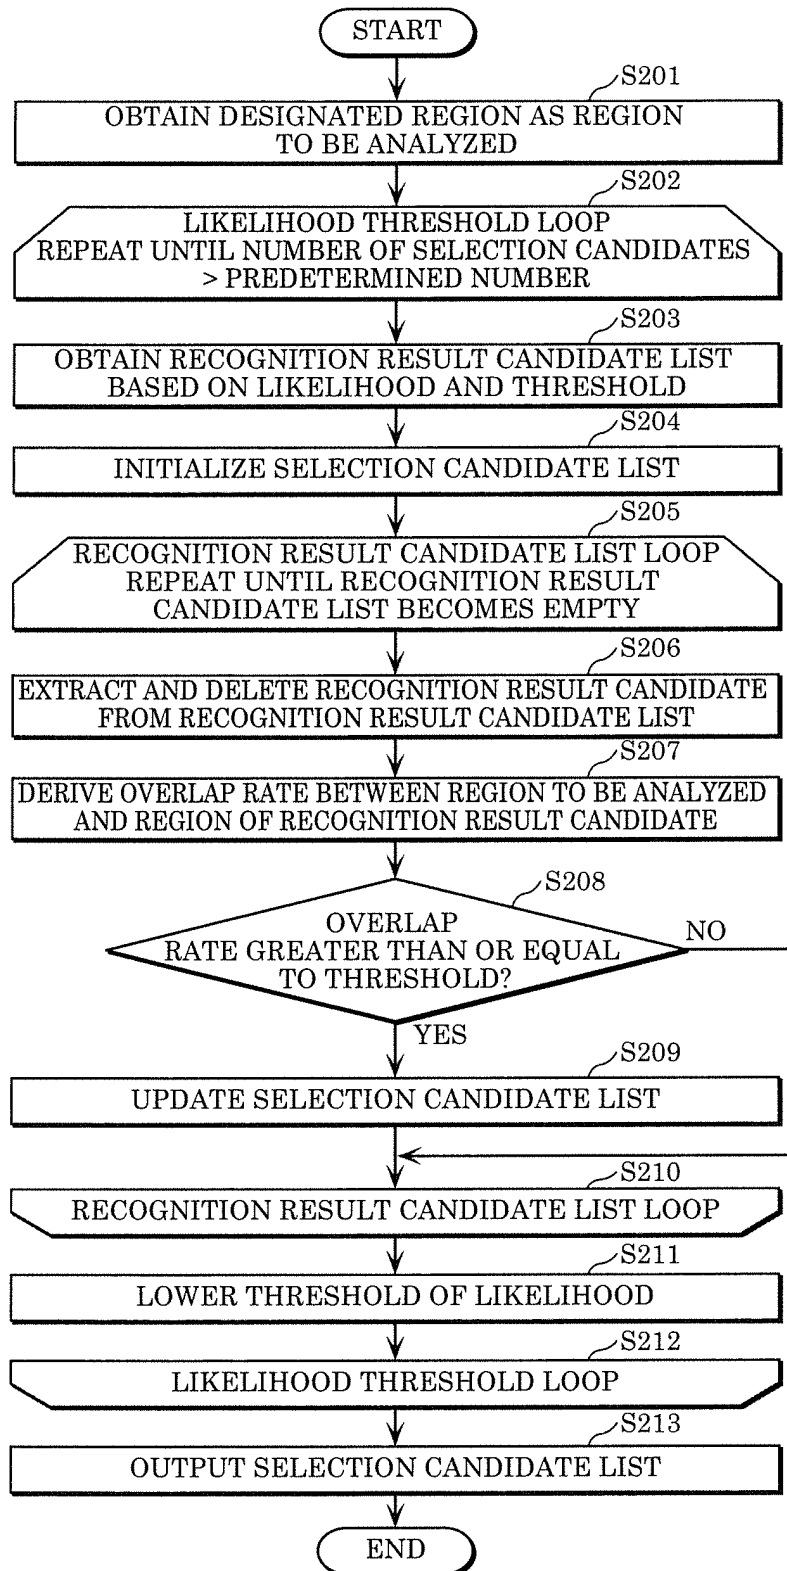 START
S201
OBTAIN DESIGNATED REGION AS REGION
TO BE ANALYZED
S202
LIKELIHOOD THRESHOLD LOOP
REPEAT UNTIL NUMBER OF SELECTION CANDIDATES
> PREDETERMINED NUMBER
S203
OBTAIN RECOGNITION RESULT CANDIDATE LIST
BASED ON LIKELIHOOD AND THRESHOLD
S204
INITIALIZE SELECTION CANDIDATE LIST
S205
RECOGNITION RESULT CANDIDATE LIST LOOP
REPEAT UNTIL RECOGNITION RESULT
CANDIDATE LIST BECOMES EMPTY
S206
EXTRACT AND DELETE RECOGNITION RESULT CANDIDATE
FROM RECOGNITION RESULT CANDIDATE LIST
S207
DERIVE OVERLAP RATE BETWEEN REGION TO BE ANALYZED
AND REGION OF RECOGNITION RESULT CANDIDATE
S208
OVERLAP
RATE GREATER THAN OR EQUAL
TO THRESHOLD?
NO
YES
S209
UPDATE SELECTION CANDIDATE LIST
S210
RECOGNITION RESULT CANDIDATE LIST LOOP
S211
LOWER THRESHOLD OF LIKELIHOOD
S212
LIKELIHOOD THRESHOLD LOOP
S213
OUTPUT SELECTION CANDIDATE LIST
END